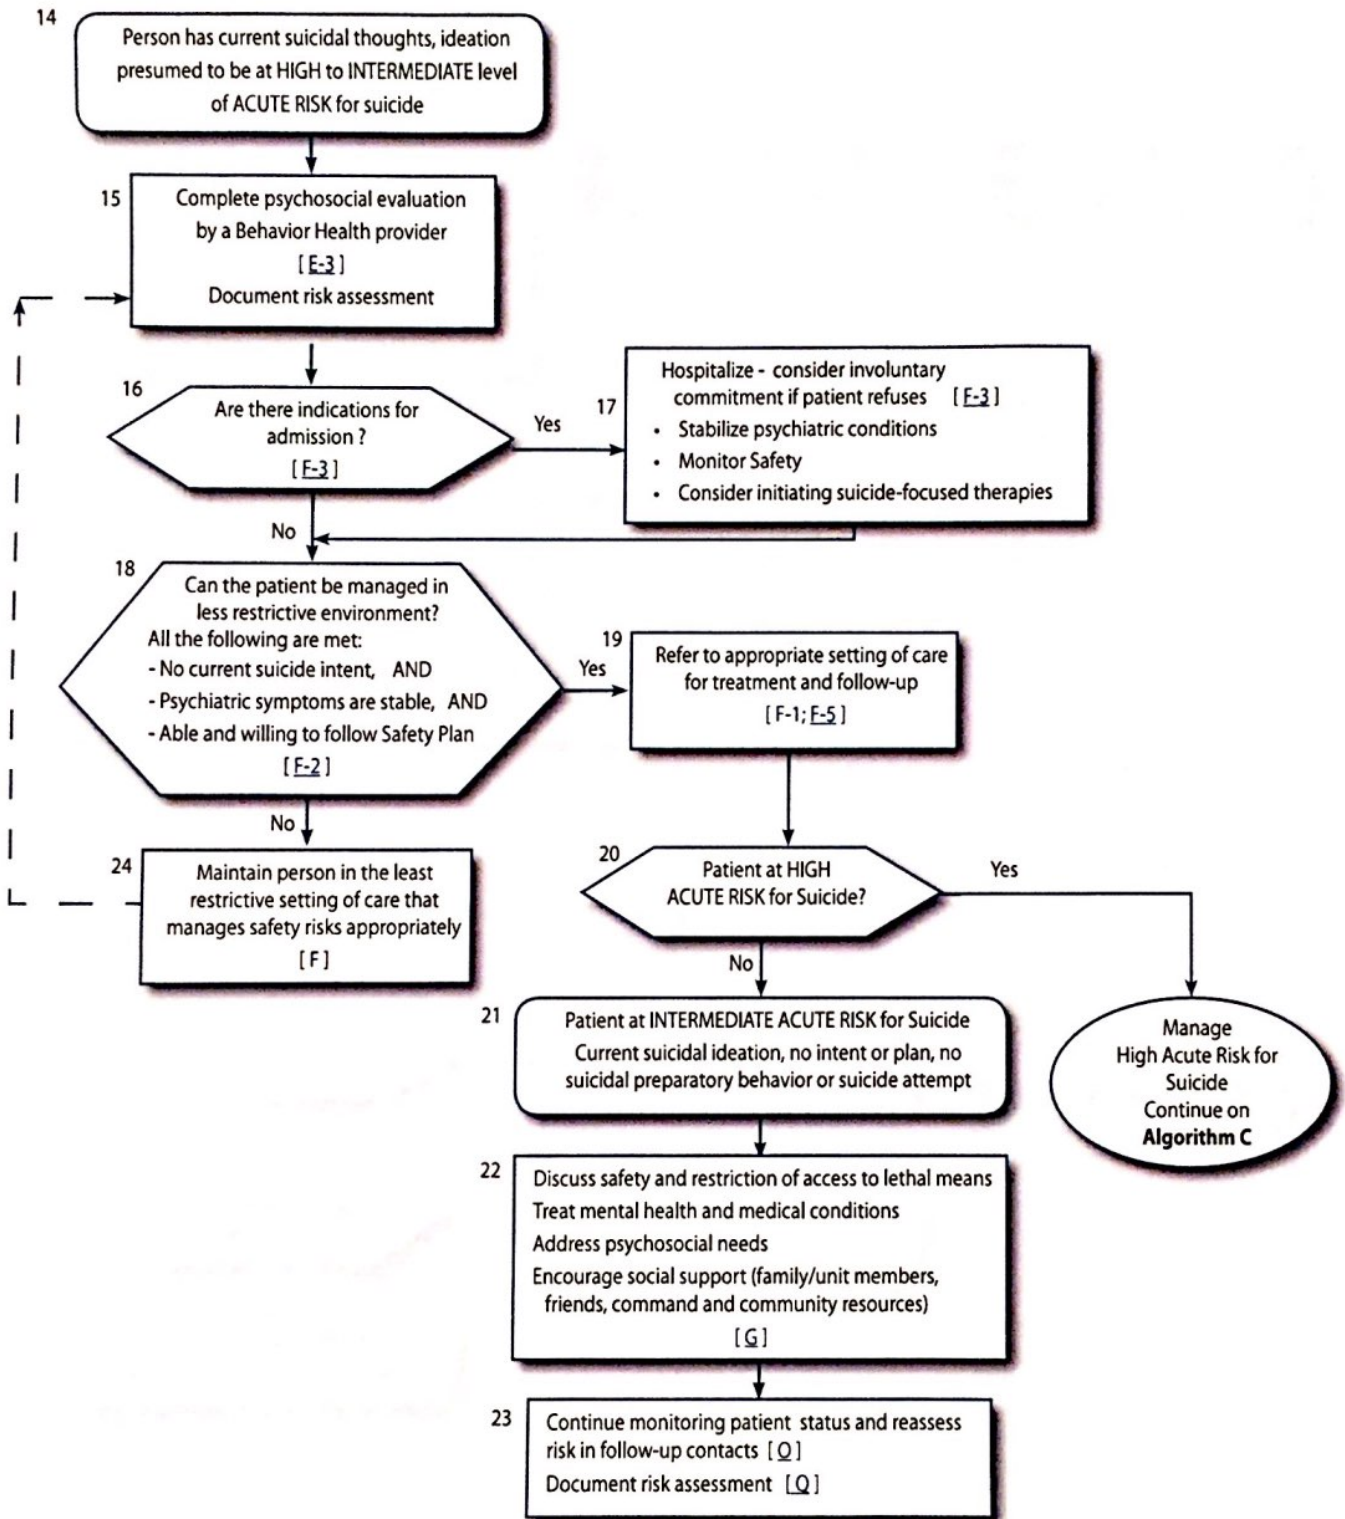 14
Person has current suicidal thoughts, ideation
presumed to be at HIGH to INTERMEDIATE level
of ACUTE RISK for suicide
15
Complete psychosocial evaluation
by a Behavior Health provider
[ E-3 ]
Document risk assessment
16
Are there indications for
admission ?
[ F-3 ]
Yes
No
17
Hospitalize - consider involuntary
commitment if patient refuses [ F-3 ]
• Stabilize psychiatric conditions
• Monitor Safety
• Consider initiating suicide-focused therapies
18
Can the patient be managed in
less restrictive environment?
All the following are met:
- No current suicide intent, AND
- Psychiatric symptoms are stable, AND
- Able and willing to follow Safety Plan
[ F-2 ]
Yes
No
19
Refer to appropriate setting of care
for treatment and follow-up
[ F-1; F-5 ]
24
Maintain person in the least
restrictive setting of care that
manages safety risks appropriately
[ F ]
20
Patient at HIGH
ACUTE RISK for Suicide?
Yes
No
21
Patient at INTERMEDIATE ACUTE RISK for Suicide
Current suicidal ideation, no intent or plan, no
suicidal preparatory behavior or suicide attempt
Manage
High Acute Risk for
Suicide
Continue on
Algorithm C
22
Discuss safety and restriction of access to lethal means
Treat mental health and medical conditions
Address psychosocial needs
Encourage social support (family/unit members,
friends, command and community resources)
[ G ]
23
Continue monitoring patient status and reassess
risk in follow-up contacts [ O ]
Document risk assessment [ Q ]